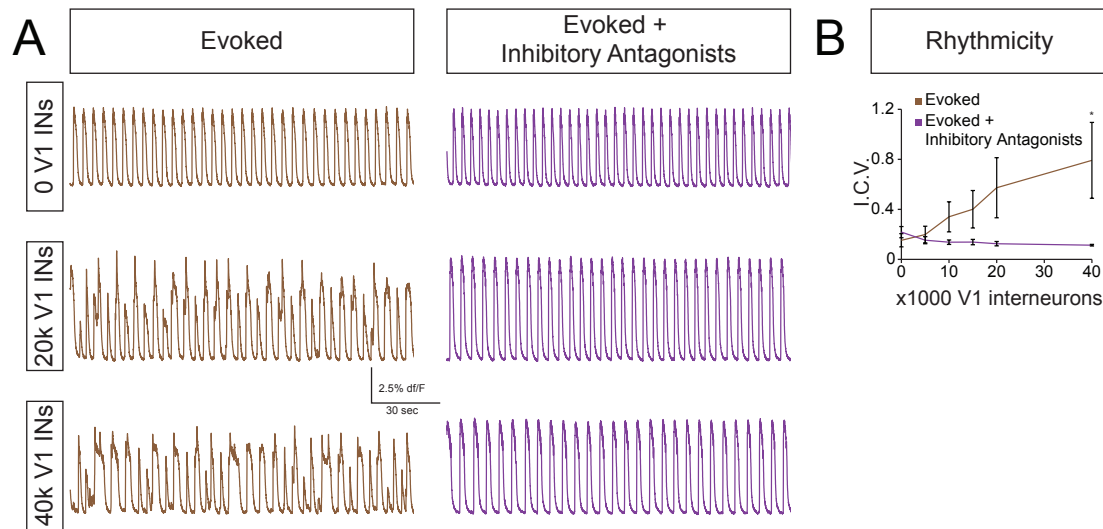 A
Evoked
Evoked +
Inhibitory Antagonists
B
Rhythmicity
0 V1 INs
20k V1 INs
40k V1 INs
2.5% df/F
30 sec
Evoked
Evoked +
Inhibitory Antagonists
*
I.C.V.
1.2
0.8
0.4
0
0 10 20 30 40
x1000 V1 interneurons